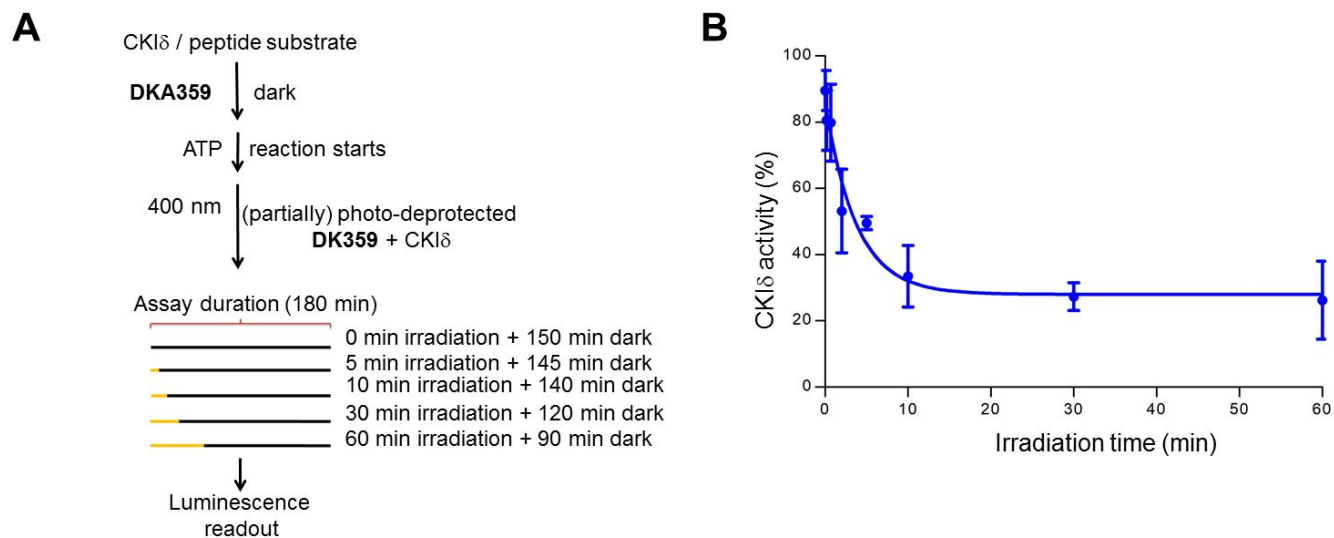 A
CKIδ / peptide substrate
DKA359 dark
ATP reaction starts
400 nm (partially) photo-deprotected
DK359 + CKIδ
Assay duration (180 min)
0 min irradiation + 150 min dark
5 min irradiation + 145 min dark
10 min irradiation + 140 min dark
30 min irradiation + 120 min dark
60 min irradiation + 90 min dark
Luminescence
readout
B
CKIδ activity (%)
100
80
60
40
20
0
0 10 20 30 40 50 60
Irradiation time (min)